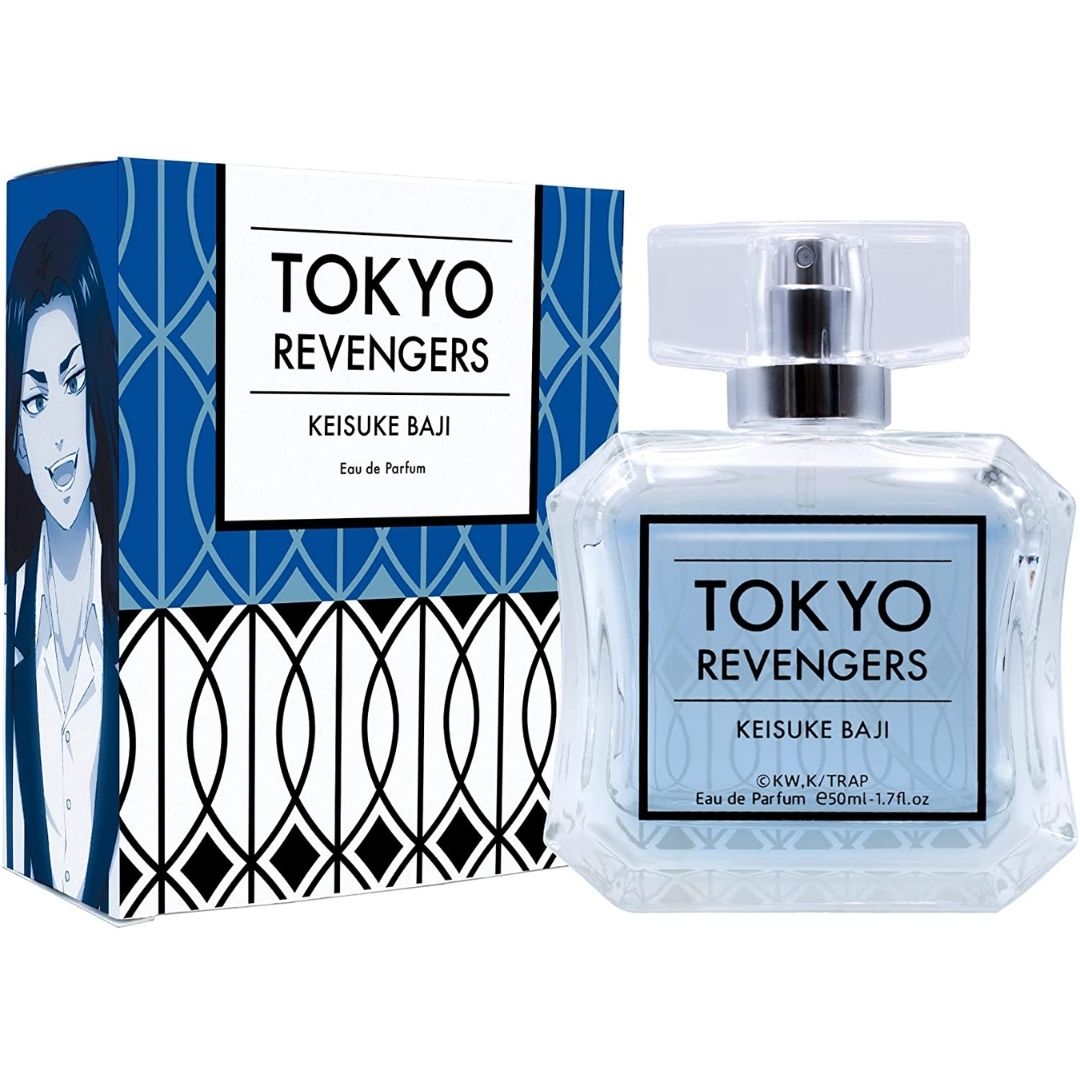 TOKYO
REVENGERS
KEISUKE BAJI
Eau de Parfum
TOKYO
REVENGERS
KEISUKE BAJI
©KW,K/TRAP
Eau de Parfum ℮50ml-1.7fl.oz